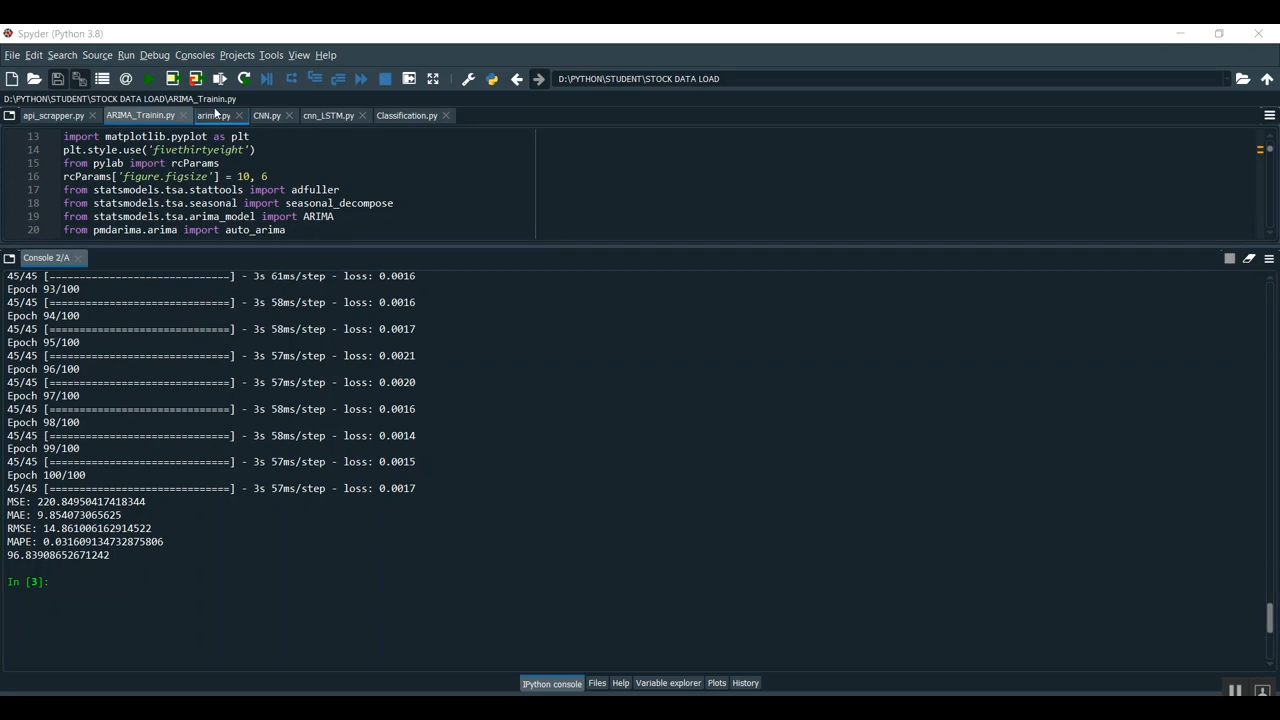 Spyder (Python 3.8)
File Edit Search Source Run Debug Consoles Projects Tools View Help
D:\PYTHON\STUDENT\STOCK DATA LOAD
D:\PYTHON\STUDENT\STOCK DATA LOAD\ARIMA_Trainin.py
api_scrapper.py ARIMA_Trainin.py arima.py CNN.py cnn_LSTM.py Classification.py
13 import matplotlib.pyplot as plt
14 plt.style.use('fivethirtyeight')
15 from pylab import rcParams
16 rcParams['figure.figsize'] = 10, 6
17 from statsmodels.tsa.stattools import adfuller
18 from statsmodels.tsa.seasonal import seasonal_decompose
19 from statsmodels.tsa.arima_model import ARIMA
20 from pmdarima.arima import auto_arima
Console 2/A
45/45 [==============================] - 3s 61ms/step - loss: 0.0016
Epoch 93/100
45/45 [==============================] - 3s 58ms/step - loss: 0.0016
Epoch 94/100
45/45 [==============================] - 3s 58ms/step - loss: 0.0017
Epoch 95/100
45/45 [==============================] - 3s 57ms/step - loss: 0.0021
Epoch 96/100
45/45 [==============================] - 3s 57ms/step - loss: 0.0020
Epoch 97/100
45/45 [==============================] - 3s 58ms/step - loss: 0.0016
Epoch 98/100
45/45 [==============================] - 3s 58ms/step - loss: 0.0014
Epoch 99/100
45/45 [==============================] - 3s 57ms/step - loss: 0.0015
Epoch 100/100
45/45 [==============================] - 3s 57ms/step - loss: 0.0017
MSE: 220.84950417418344
MAE: 9.854073065625
RMSE: 14.861006162914522
MAPE: 0.031609134732875806
96.83908652671242
In [3]:
IPython console Files Help Variable explorer Plots History